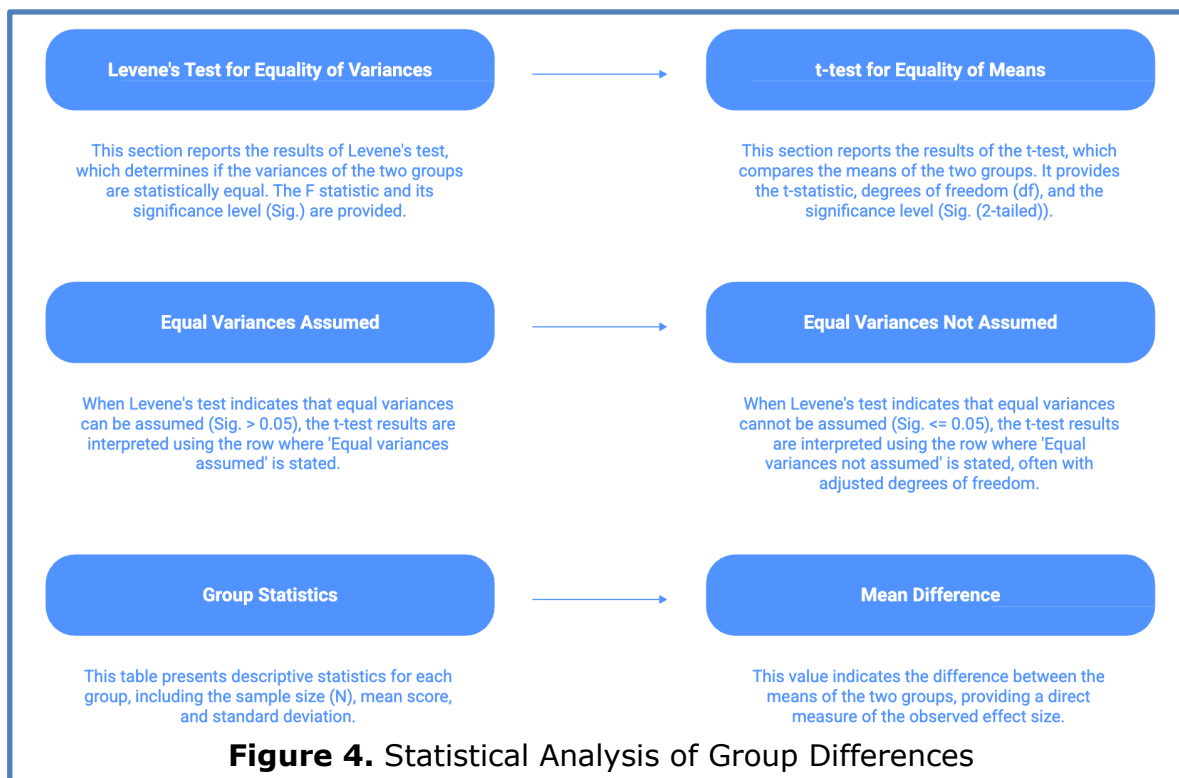 Levene's Test for Equality of Variances
t-test for Equality of Means
This section reports the results of Levene's test,
which determines if the variances of the two groups
are statistically equal. The F statistic and its
significance level (Sig.) are provided.
This section reports the results of the t-test, which
compares the means of the two groups. It provides
the t-statistic, degrees of freedom (df), and the
significance level (Sig. (2-tailed)).
Equal Variances Assumed
Equal Variances Not Assumed
When Levene's test indicates that equal variances
can be assumed (Sig. > 0.05), the t-test results are
interpreted using the row where 'Equal variances
assumed' is stated.
When Levene's test indicates that equal variances
cannot be assumed (Sig. <= 0.05), the t-test results
are interpreted using the row where 'Equal
variances not assumed' is stated, often with
adjusted degrees of freedom.
Group Statistics
Mean Difference
This table presents descriptive statistics for each
group, including the sample size (N), mean score,
and standard deviation.
This value indicates the difference between the
means of the two groups, providing a direct
measure of the observed effect size.
Figure 4. Statistical Analysis of Group Differences